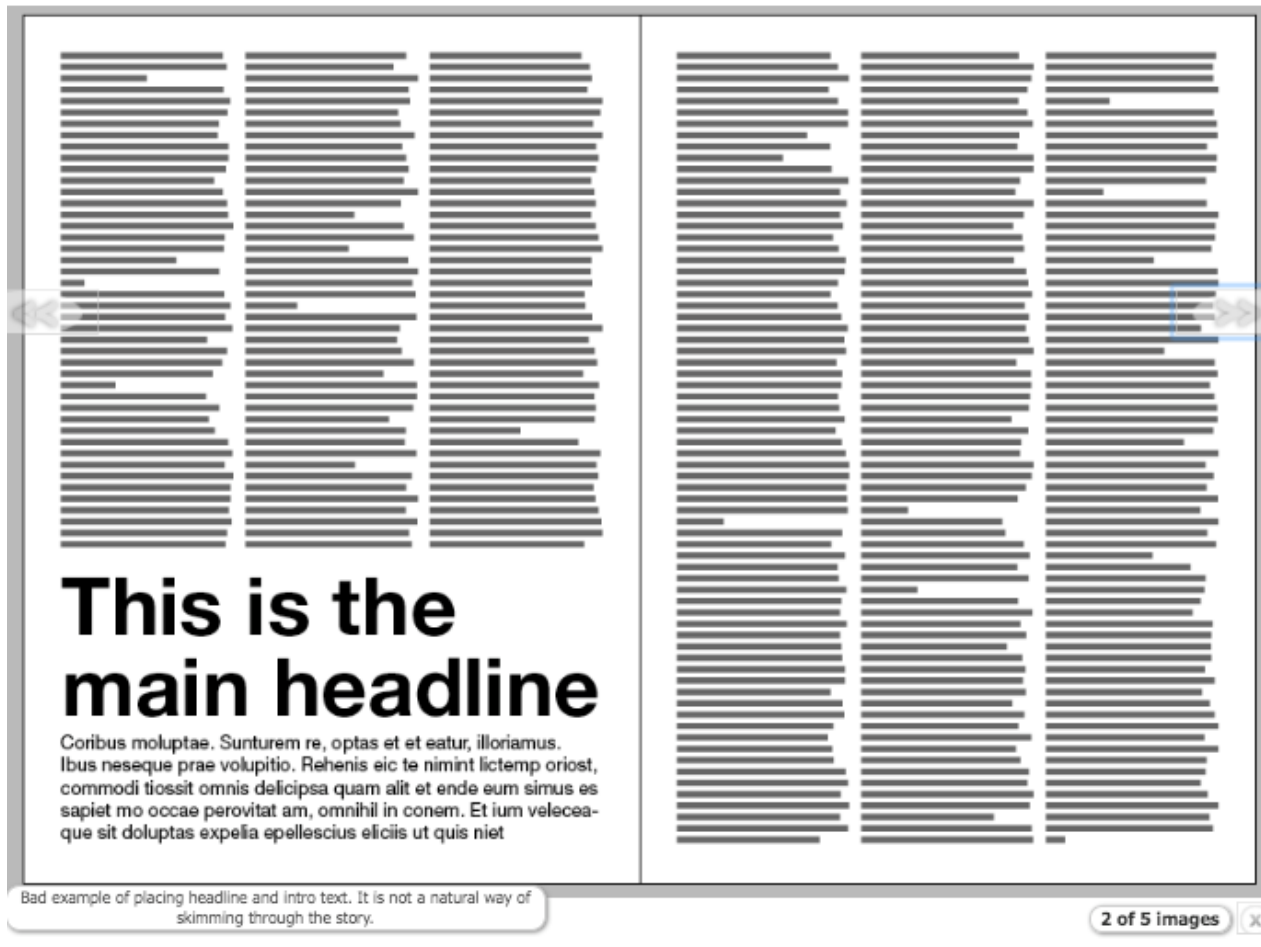 This is the
main headline
Coribus moluptae. Sunturem re, optas et et eatur, illoriamus.
Ibus neseque prae volupitio. Rehenis eic te nimint lictemp oriost,
commodi tiossit omnis delicipsa quam alit et ende eum simus es
sapiet mo occae perovitat am, omnihil in conem. Et ium velecea-
que sit doluptas expelia epellescius eliciis ut quis niet
Bad example of placing headline and intro text. It is not a natural way of
skimming through the story.
2 of 5 images
x